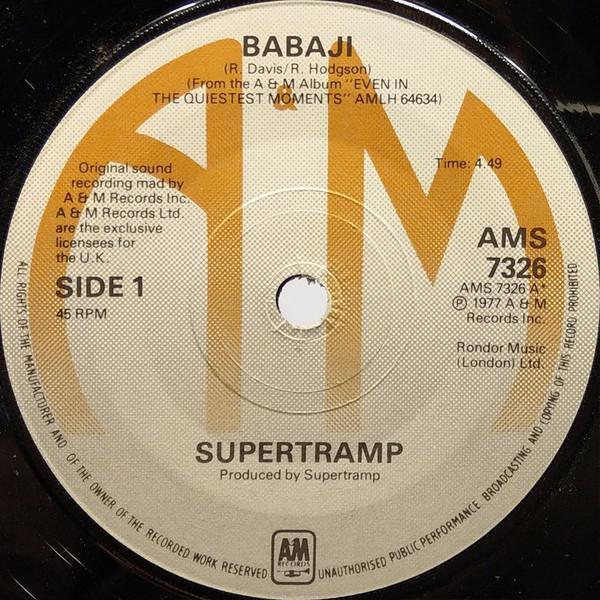 BABAJI
(R. Davis/R. Hodgson)
(From the A & M Album "EVEN IN
THE QUIESTEST MOMENTS" AMLH 64634)
&
Time: 4.49
Original sound
recording mad by
A & M Records Inc.
A & M Records Ltd.
are the exclusive
licensees for
the U.K.
SIDE 1
45 RPM
AMS
7326
AMS 7326 A*
℗ 1977 A & M
Records Inc.
Rondor Music
(London) Ltd.
SUPERTRAMP
Produced by Supertramp
ALL RIGHTS OF THE MANUFACTURER AND OF THE OWNER OF THE RECORDED WORK RESERVED
AM
RECORDS
UNAUTHORISED PUBLIC PERFORMANCE BROADCASTING AND COPYING OF THIS RECORD PROHIBITED